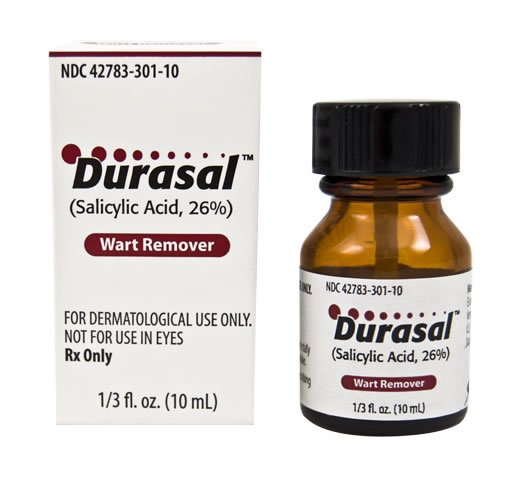 NDC 42783-301-10
Durasal™
(Salicylic Acid, 26%)
Wart Remover
FOR DERMATOLOGICAL USE ONLY.
NOT FOR USE IN EYES
Rx Only
1/3 fl. oz. (10 mL)
NDC 42783-301-10
Durasal™
(Salicylic Acid, 26%)
Wart Remover
1/3 fl. oz. (10 mL)
ONLY.